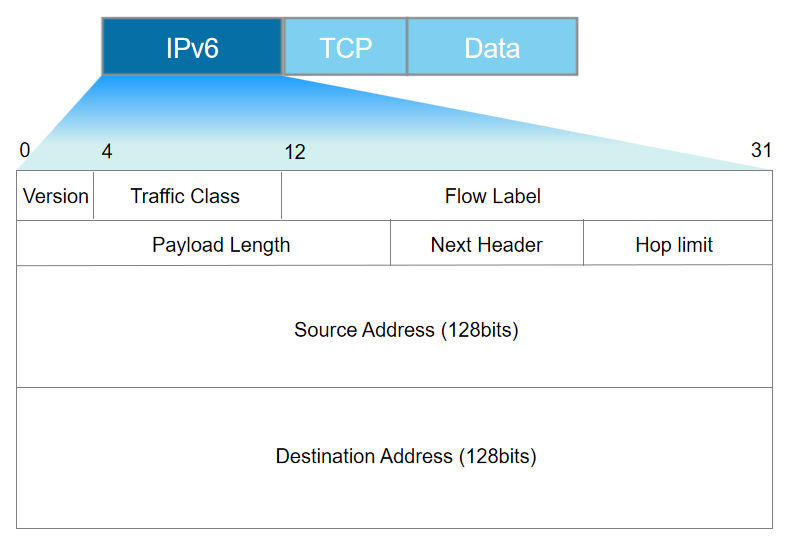 IPv6 TCP Data
0 4 12 31
Version Traffic Class Flow Label
Payload Length Next Header Hop limit
Source Address (128bits)
Destination Address (128bits)